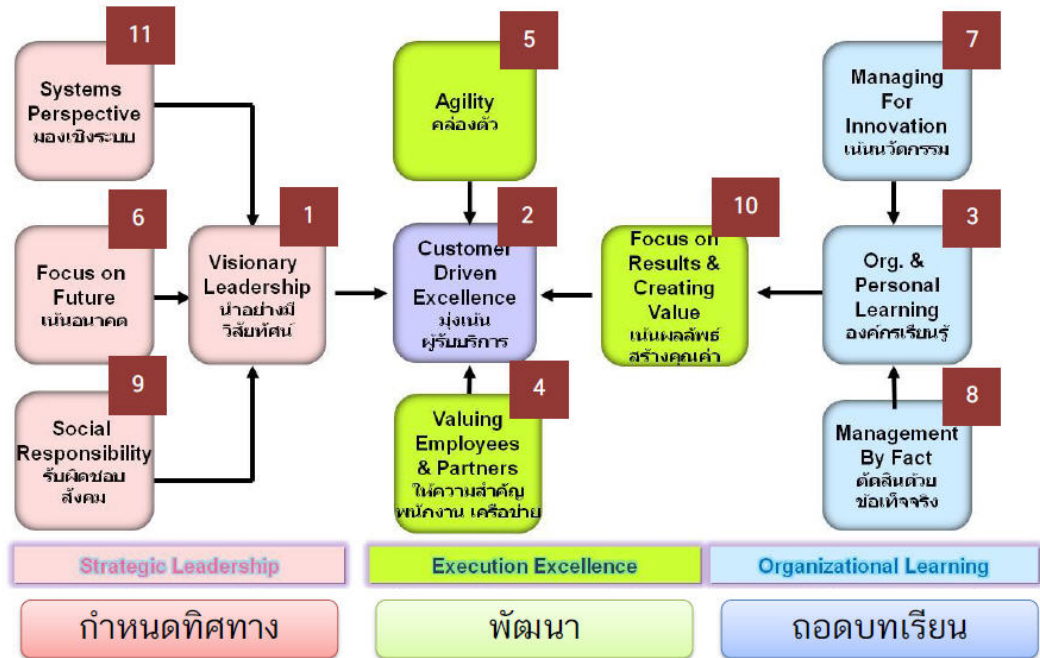 11
Systems
Perspective
มองเชิงระบบ
5
Agility
คล่องตัว
7
Managing
For
Innovation
เน้นนวัตกรรม
6
Focus on
Future
เน้นอนาคต
1
Visionary
Leadership
นำอย่างมี
วิสัยทัศน์
2
Customer
Driven
Excellence
มุ่งเน้น
ผู้รับบริการ
10
Focus on
Results &
Creating
Value
เน้นผลลัพธ์
สร้างคุณค่า
3
Org. &
Personal
Learning
องค์กรเรียนรู้
9
Social
Responsibility
รับผิดชอบ
สังคม
4
Valuing
Employees
& Partners
ให้ความสำคัญ
พนักงาน เครือข่าย
8
Management
By Fact
ตัดสินด้วย
ข้อเท็จจริง
Strategic Leadership
Execution Excellence
Organizational Learning
กำหนดทิศทาง
พัฒนา
ถอดบทเรียน